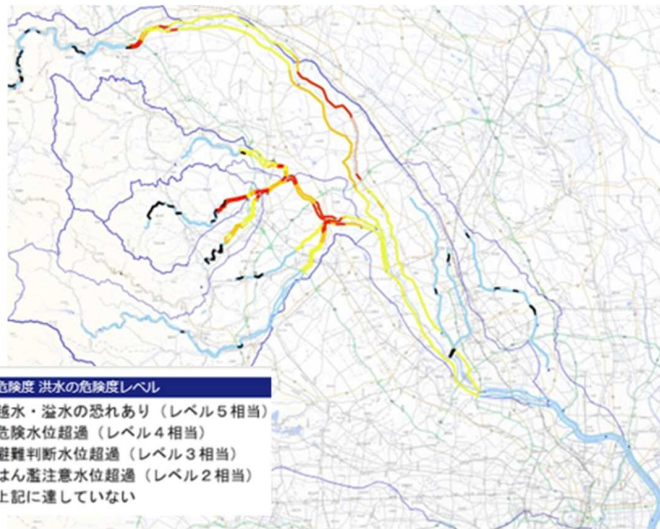 危険度 洪水の危険度レベル
越水・溢水の恐れあり（レベル５相当）
危険水位超過（レベル４相当）
避難判断水位超過（レベル３相当）
はん濫注意水位超過（レベル２相当）
上記に達していない